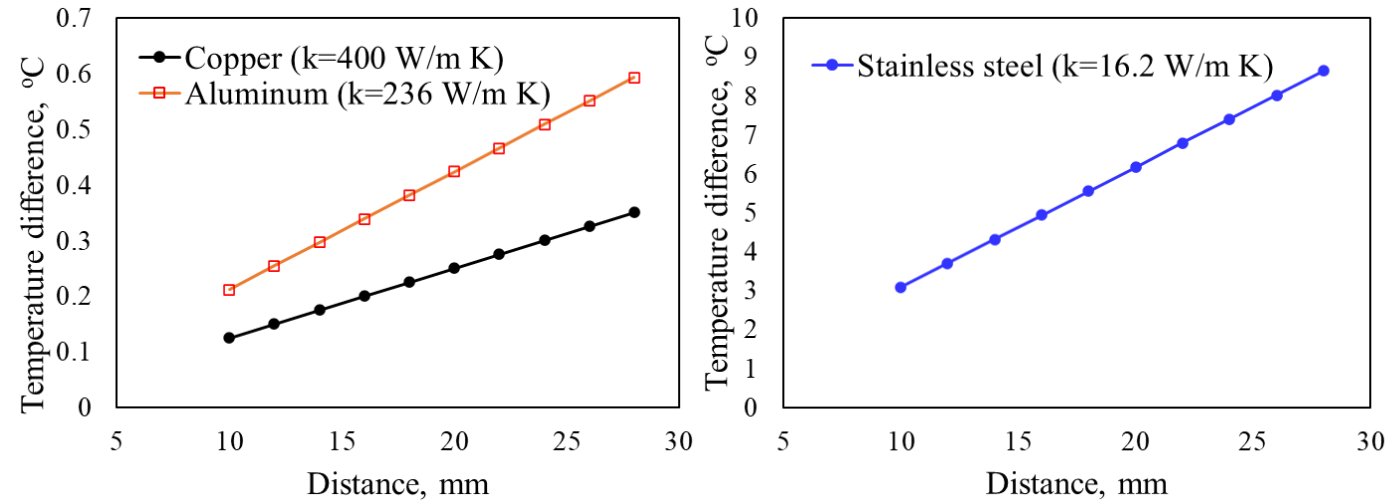 Temperature difference, °C
0.7
0.6
0.5
0.4
0.3
0.2
0.1
0
Copper (k=400 W/m K)
Aluminum (k=236 W/m K)
5 10 15 20 25 30
Distance, mm
Temperature difference, °C
10
9
8
7
6
5
4
3
2
1
0
Stainless steel (k=16.2 W/m K)
5 10 15 20 25 30
Distance, mm